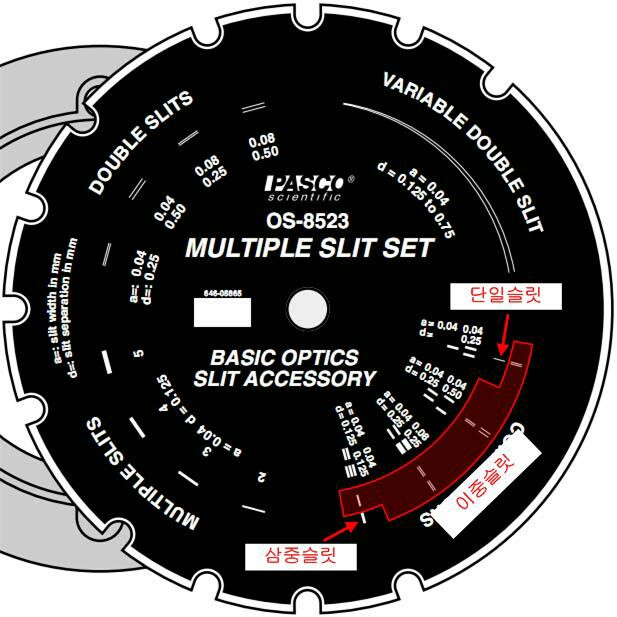 VARIABLE DOUBLE SLIT
a = 0.04
d = 0.125 to 0.75
DOUBLE SLITS
0.08
0.50
0.08
0.25
0.04
0.50
a=: 0.04
d=: 0.25
a=: slit width in mm
d=: slit separation in mm
PASCO®
scientific
OS-8523
MULTIPLE SLIT SET
646-05865
BASIC OPTICS
SLIT ACCESSORY
단일슬릿
a = 0.04 0.04
d = 0.25
a = 0.04 0.04
d = 0.25 0.50
a = 0.04 0.08
d = 0.25 0.25
a = 0.04 0.04
d = 0.125 0.125
이중슬릿
삼중슬릿
MULTIPLE SLITS
5
4
3
2
a = 0.04 d = 0.125